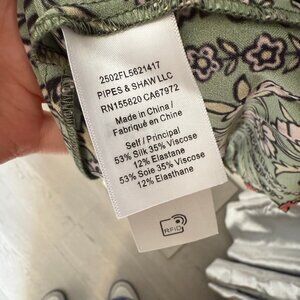 2502FL5621417
PIPES & SHAW LLC
RN155820 CA67972
Made in China /
Fabriqué en Chine
Self / Principal
53% Silk 35% Viscose
12% Elastane
53% Soie 35% Viscose
12% Elasthane
RFID